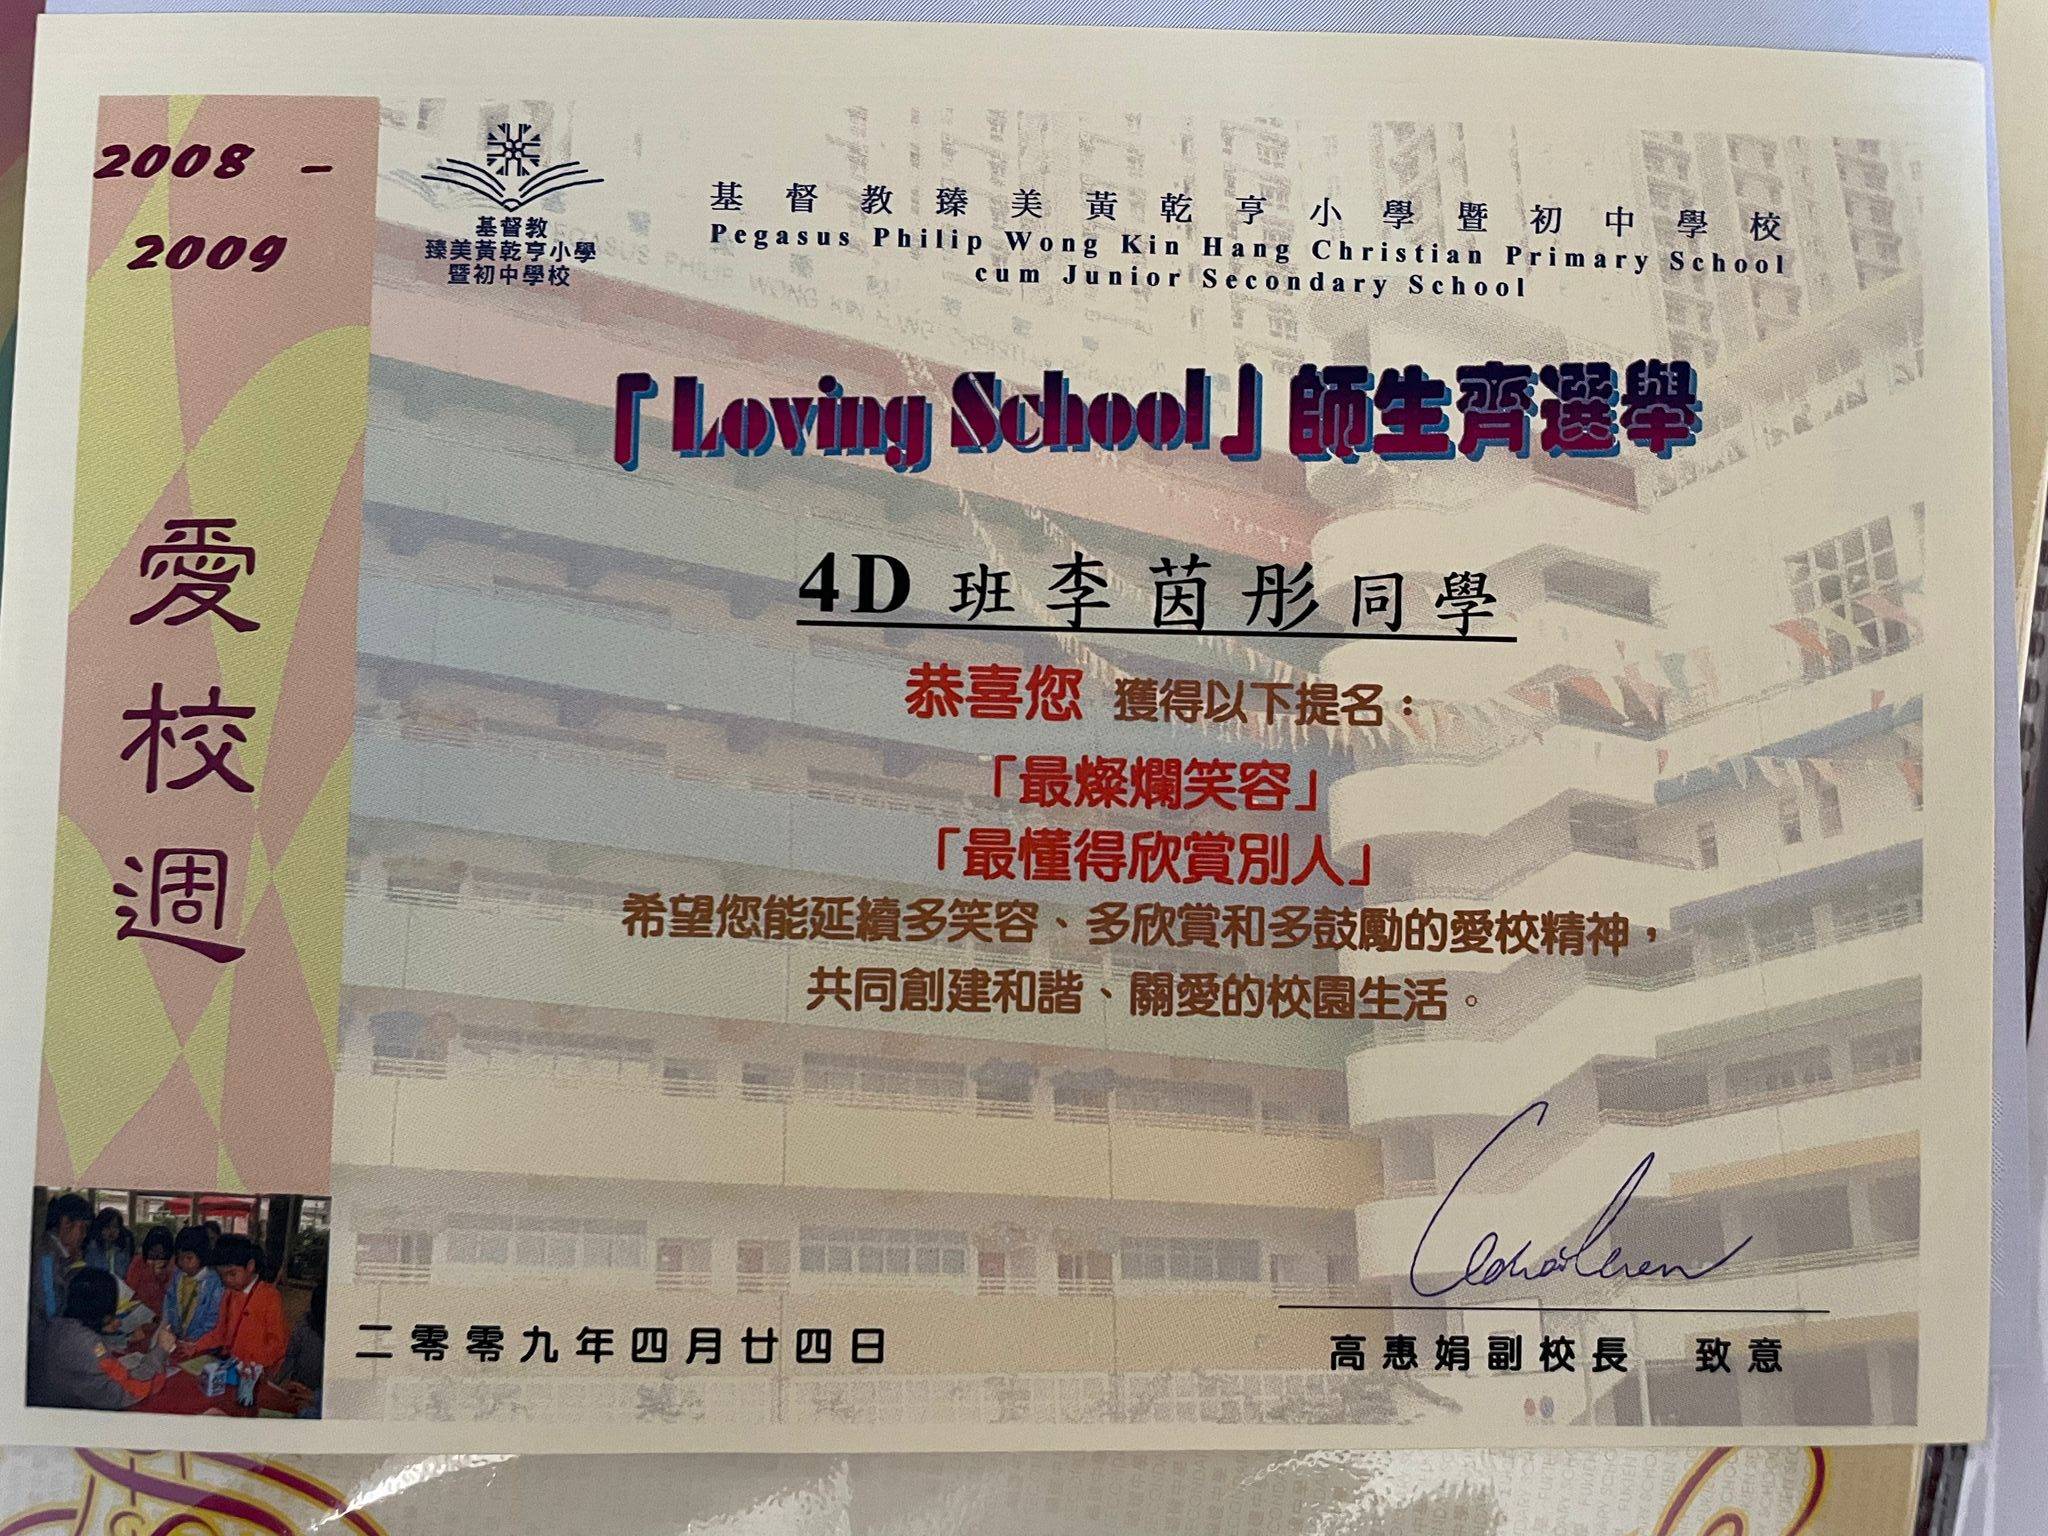 2008 -
2009
愛
校
週
基督教
臻美黃乾亨小學
暨初中學校
基督教臻美黃乾亨小學暨初中學校
Pegasus Philip Wong Kin Hang Christian Primary School
cum Junior Secondary School
「Loving School」師生齊選舉
4D 班李茵彤同學
恭喜您 獲得以下提名：
「最燦爛笑容」
「最懂得欣賞別人」
希望您能延續多笑容、多欣賞和多鼓勵的愛校精神，
共同創建和諧、關愛的校園生活。
二零零九年四月廿四日
高惠娟副校長 致意